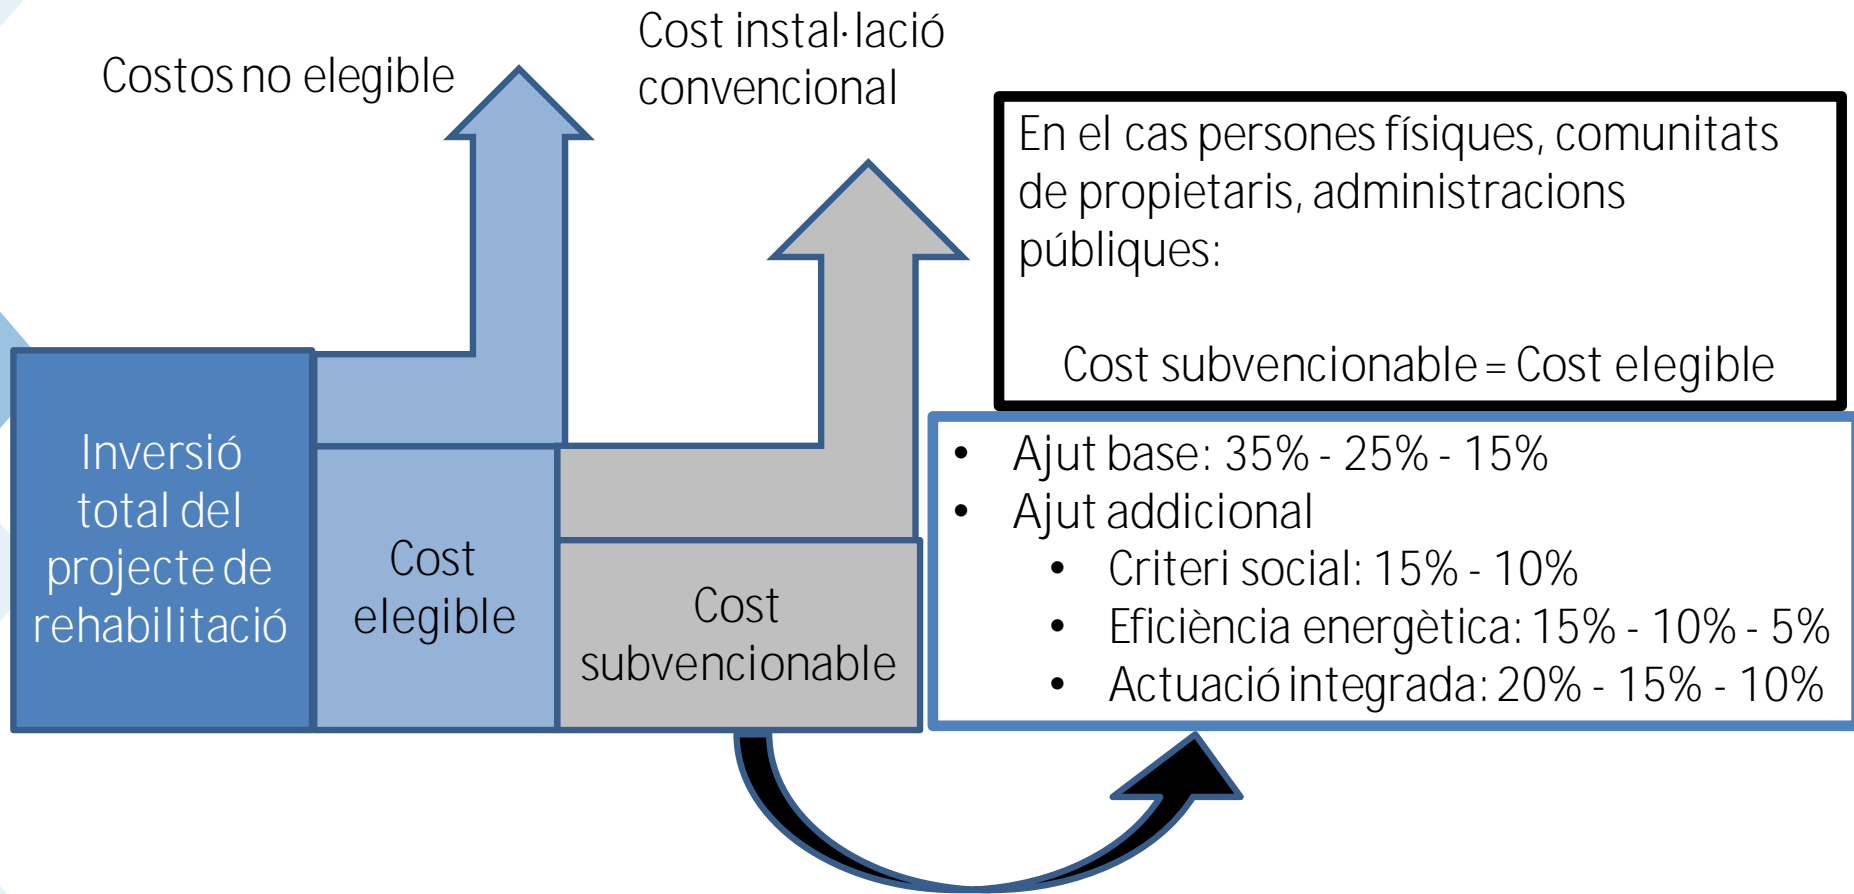 Costos no elegible
Cost instal·lació
convencional
En el cas persones físiques, comunitats
de propietaris, administracions
públiques:
Cost subvencionable = Cost elegible
Inversió
total del
projecte de
rehabilitació
Cost
elegible
Cost
subvencionable
• Ajut base: 35% - 25% - 15%
• Ajut addicional
• Criteri social: 15% - 10%
• Eficiència energètica: 15% - 10% - 5%
• Actuació integrada: 20% - 15% - 10%